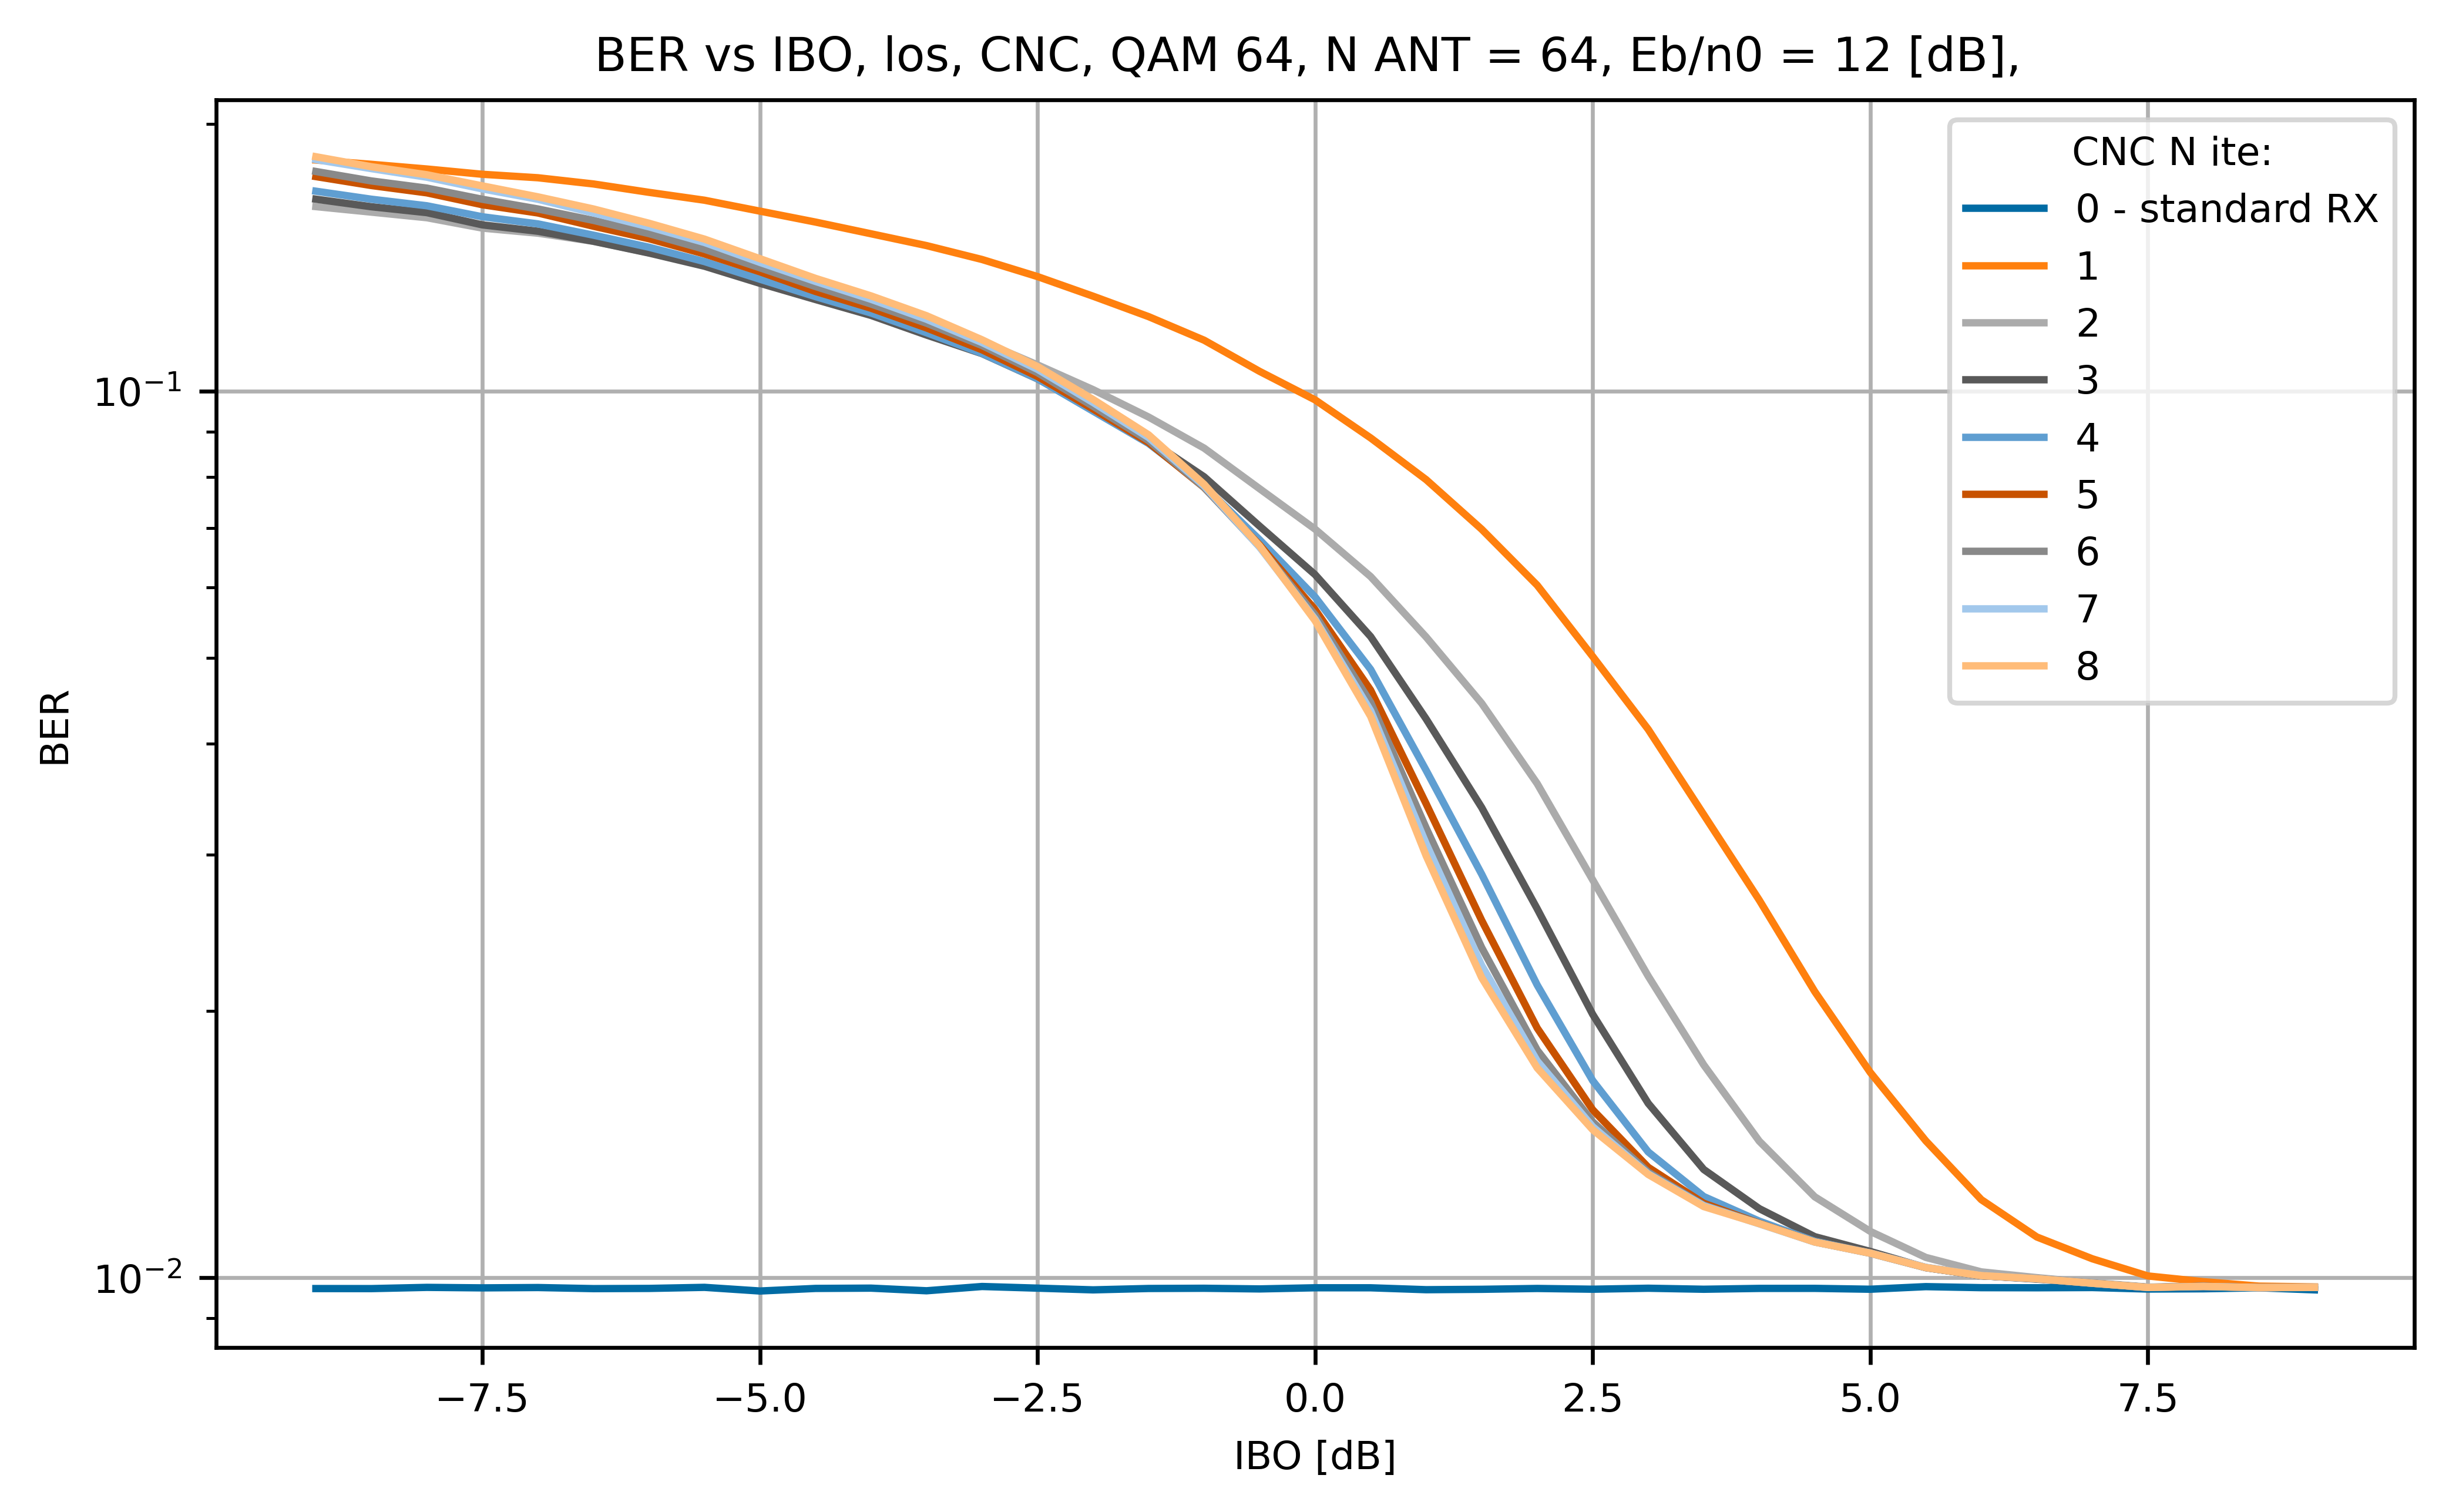 BER vs IBO, los, CNC, QAM 64, N ANT = 64, Eb/n0 = 12 [dB],
CNC N ite:
0 - standard RX
1
2
3
4
5
6
7
8
BER
10⁻¹
10⁻²
−7.5 −5.0 −2.5 0.0 2.5 5.0 7.5
IBO [dB]